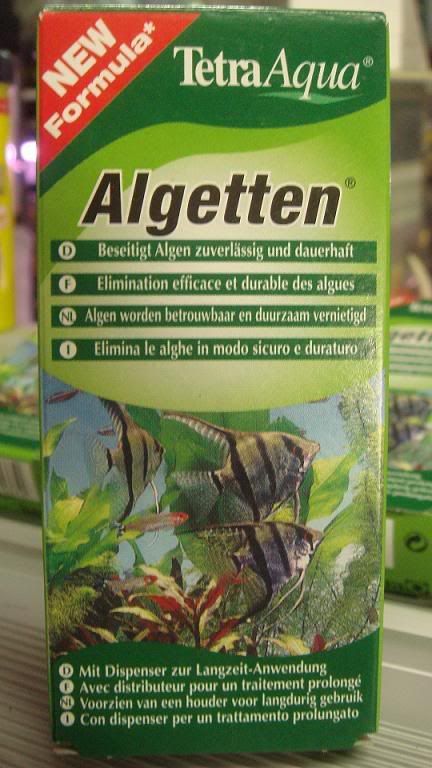 NEW
Formula*
TetraAqua®
Algetten®
D Beseitigt Algen zuverlässig und dauerhaft
F Elimination efficace et durable des algues
NL Algen worden betrouwbaar en duurzaam vernietigd
I Elimina le alghe in modo sicuro e duraturo
D Mit Dispenser zur Langzeit-Anwendung
F Avec distributeur pour un traitement prolongé
NL Voorzien van een houder voor langdurig gebruik
I Con dispenser per un trattamento prolungato